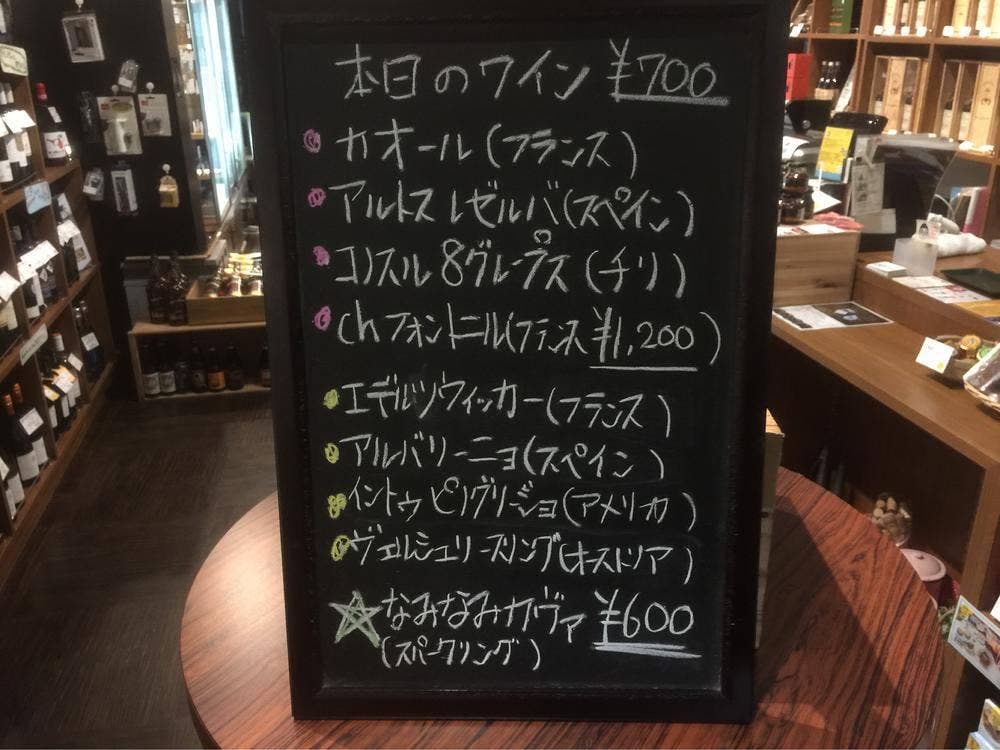 本日のワイン ¥700
カオール(フランス)
アルトス レゼルバ(スペイン)
コノスル 8グレープス(チリ)
Chフォントニル(フランス ¥1,200)
エデルツヴィッカー(フランス)
アルバリーニョ(スペイン)
イントゥ ピノグリージョ(アメリカ)
ヴェルシュリースリング(オーストリア)
☆なみなみカヴァ ¥600
(スパークリング)